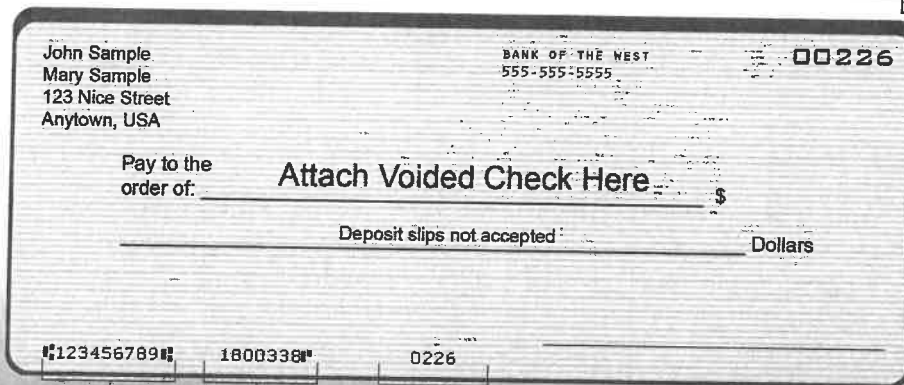 John Sample
Mary Sample
123 Nice Street
Anytown, USA
BANK OF THE WEST
555-555-5555
00226
Pay to the
order of:
Attach Voided Check Here
$
Deposit slips not accepted
Dollars
⑆123456789⑆ 1800338⑈ 0226